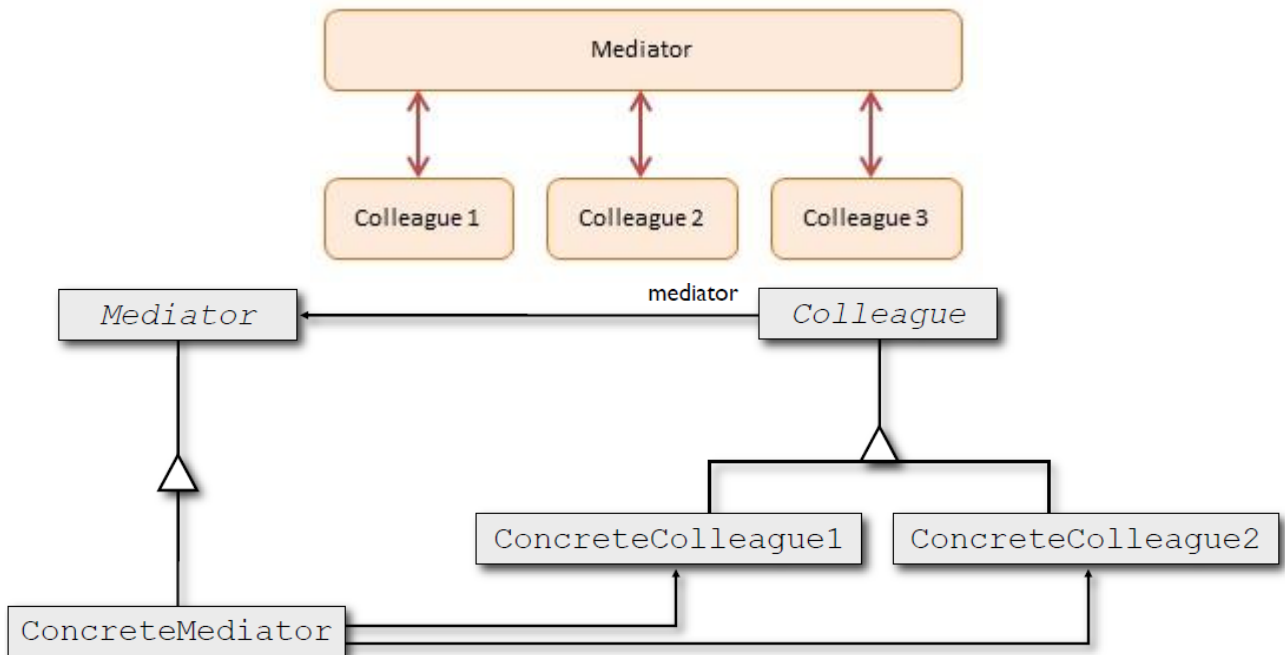 Mediator
Colleague 1
Colleague 2
Colleague 3
mediator
Mediator
Colleague
ConcreteColleague1
ConcreteColleague2
ConcreteMediator